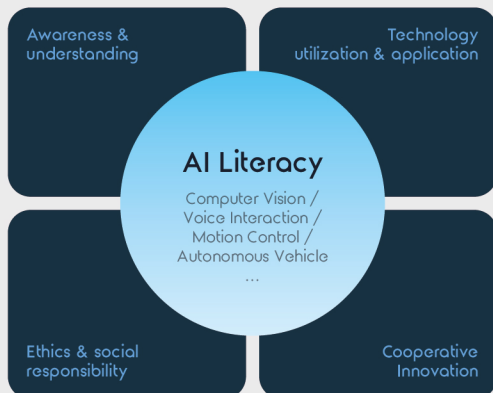 Awareness &
understanding
Technology
utilization & application
AI Literacy
Computer Vision /
Voice Interaction /
Motion Control /
Autonomous Vehicle
...
Ethics & social
responsibility
Cooperative
Innovation